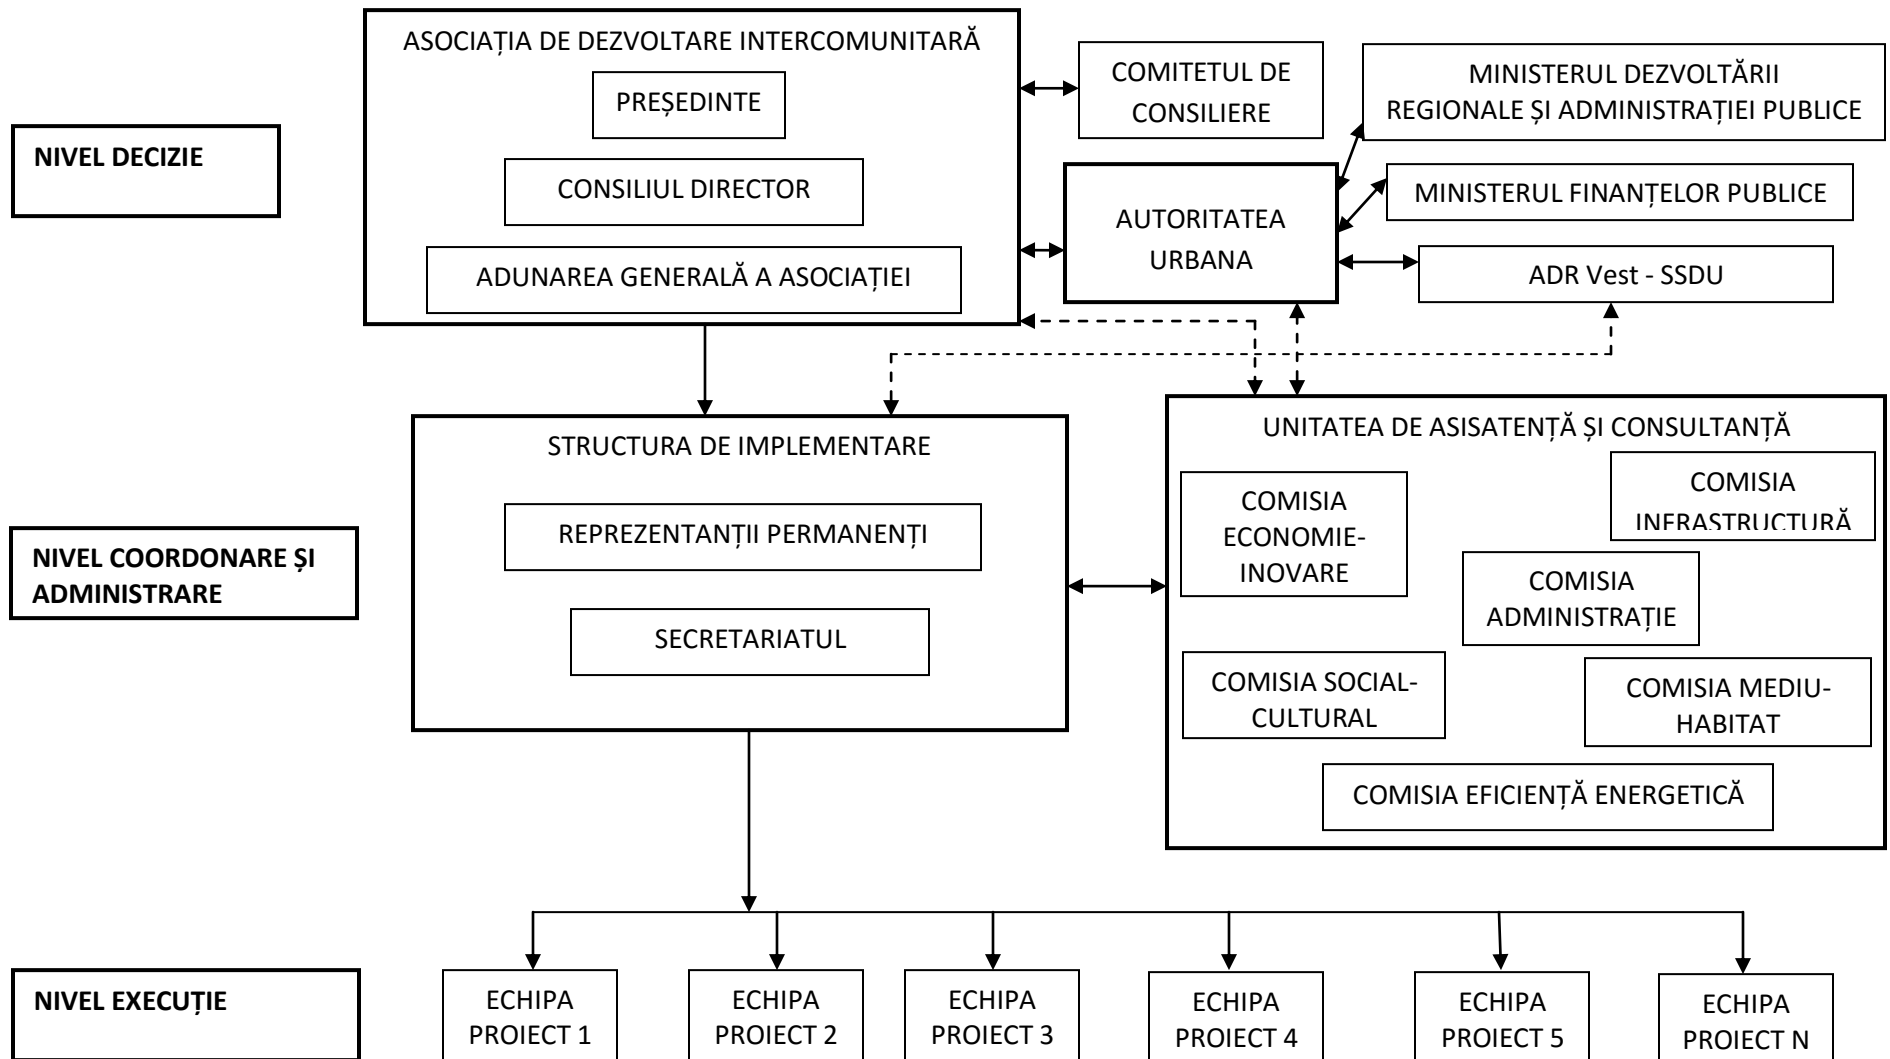 ASOCIAȚIA DE DEZVOLTARE INTERCOMUNITARĂ
PREȘEDINTE
CONSILIUL DIRECTOR
ADUNAREA GENERALĂ A ASOCIAȚIEI
COMITETUL DE
CONSILIERE
MINISTERUL DEZVOLTĂRII
REGIONALE ȘI ADMINISTRAȚIEI PUBLICE
NIVEL DECIZIE
AUTORITATEA
URBANA
MINISTERUL FINANȚELOR PUBLICE
ADR Vest - SSDU
STRUCTURA DE IMPLEMENTARE
REPREZENTANȚII PERMANENȚI
SECRETARIATUL
UNITATEA DE ASISATENȚĂ ȘI CONSULTANȚĂ
COMISIA
ECONOMIE-
INOVARE
COMISIA
INFRASTRUCTURĂ
COMISIA
ADMINISTRAȚIE
COMISIA SOCIAL-
CULTURAL
COMISIA MEDIU-
HABITAT
COMISIA EFICIENȚĂ ENERGETICĂ
NIVEL COORDONARE ȘI
ADMINISTRARE
NIVEL EXECUȚIE
ECHIPA
PROIECT 1
ECHIPA
PROIECT 2
ECHIPA
PROIECT 3
ECHIPA
PROIECT 4
ECHIPA
PROIECT 5
ECHIPA
PROIECT N